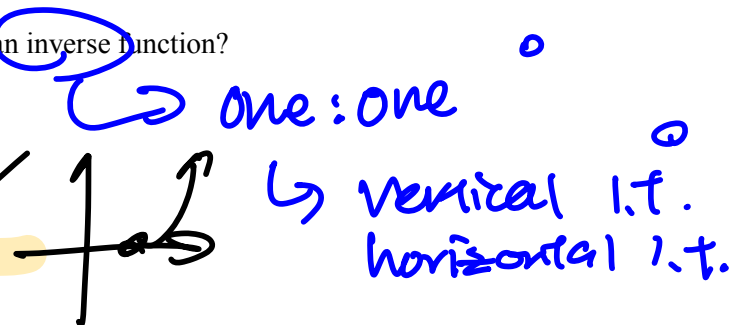 an inverse function?
one : one
↳ vertical l.t.
horizontal l.t.